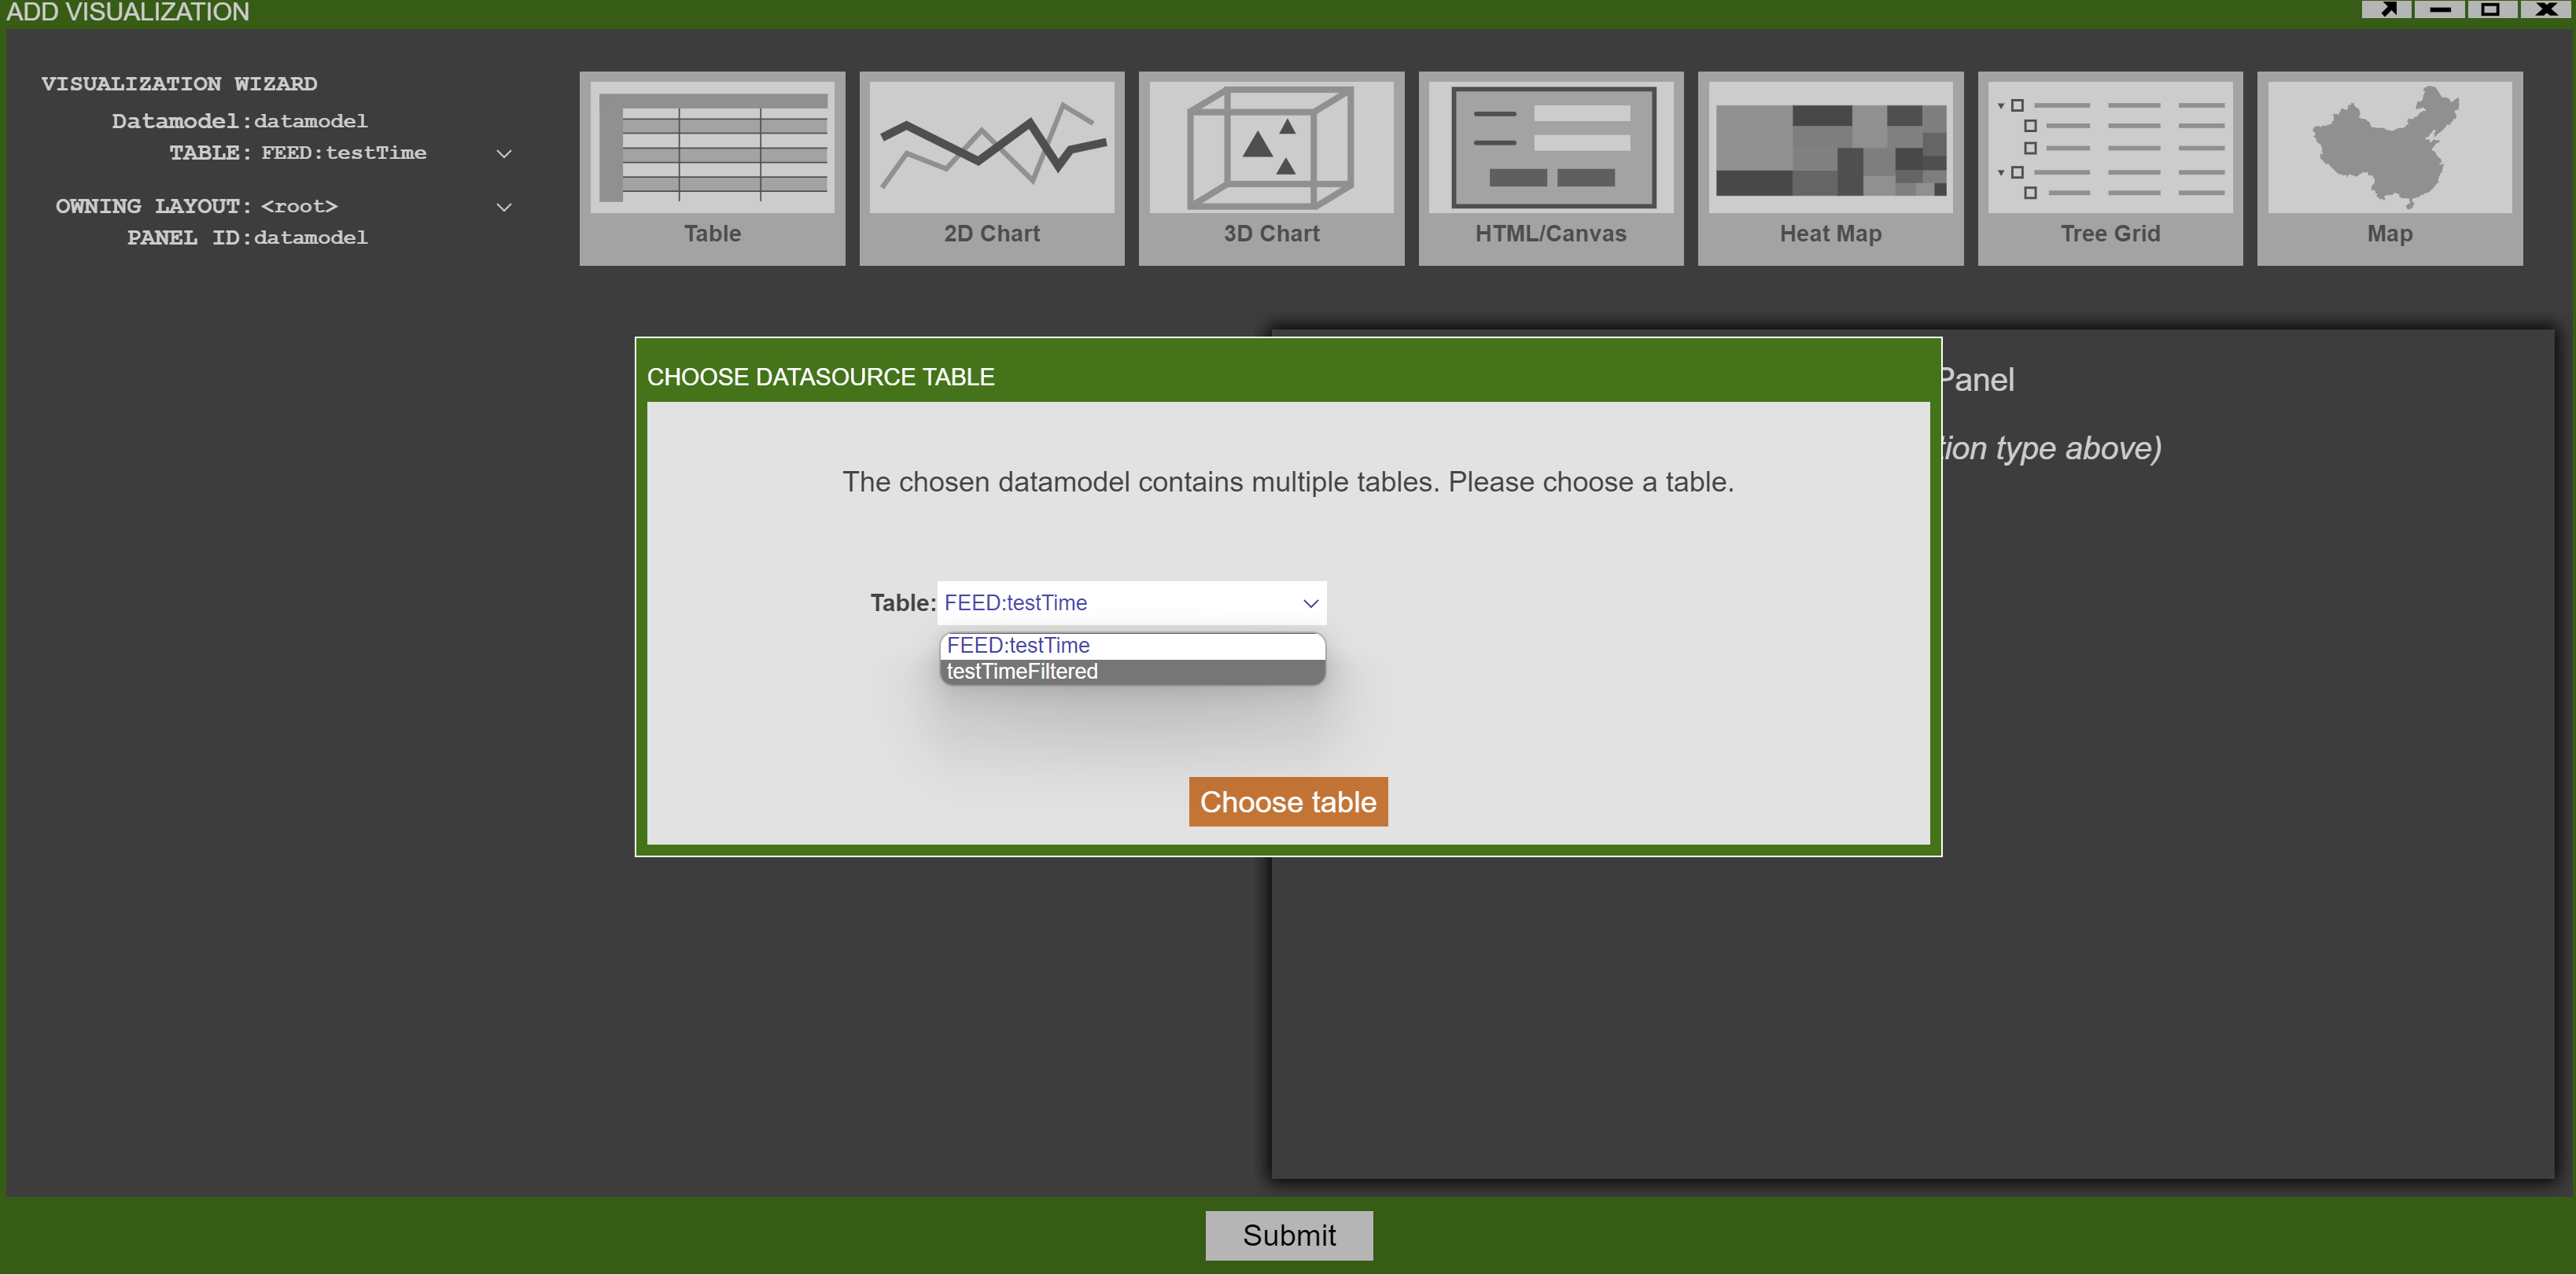 ADD VISUALIZATION
VISUALIZATION WIZARD
Datamodel:datamodel
TABLE: FEED:testTime
OWNING LAYOUT: <root>
PANEL ID:datamodel
Table
2D Chart
3D Chart
HTML/Canvas
Heat Map
Tree Grid
Map
Panel
tion type above)
CHOOSE DATASOURCE TABLE
The chosen datamodel contains multiple tables. Please choose a table.
Table: FEED:testTime
FEED:testTime
testTimeFiltered
Choose table
Submit